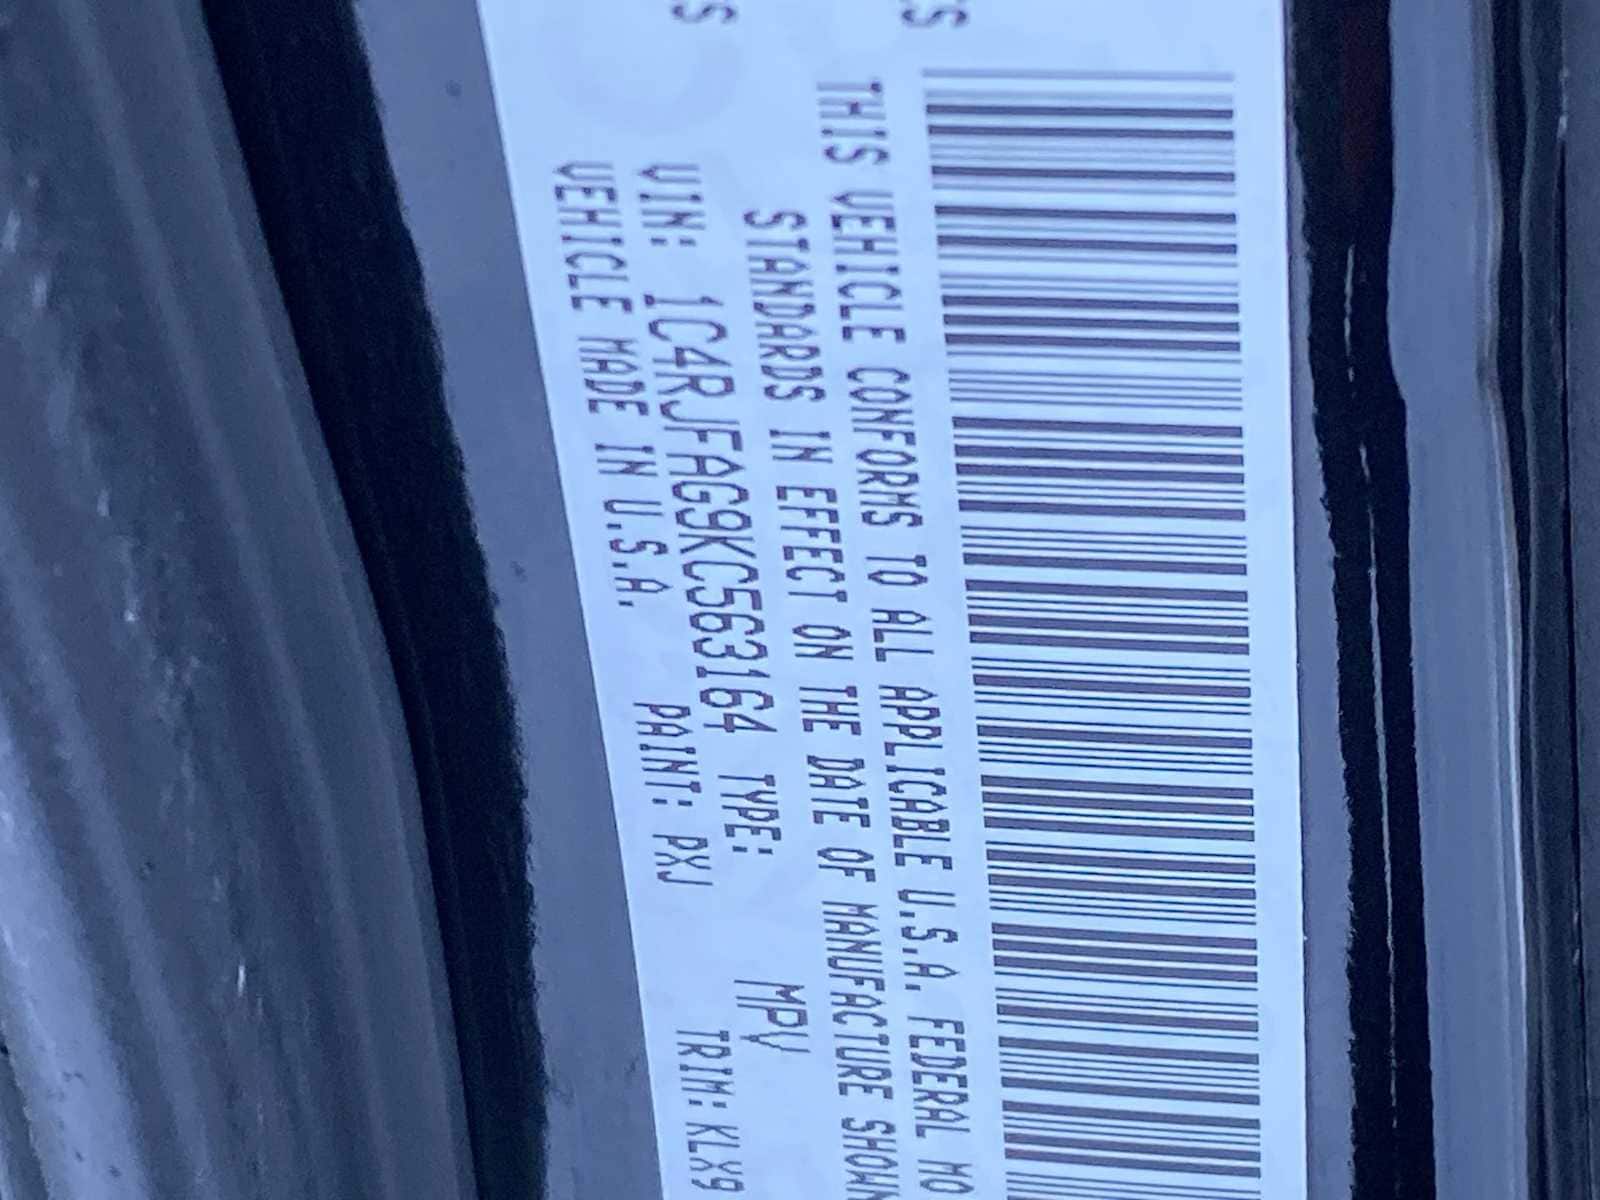 THIS VEHICLE CONFORMS TO ALL APPLICABLE U.S.A. FEDERAL MO
STANDARDS IN EFFECT ON THE DATE OF MANUFACTURE SHOWN
VIN: 1C4RJFAG9KC563164 TYPE: MPV
VEHICLE MADE IN U.S.A. PAINT: PXJ TRIM: KLX9